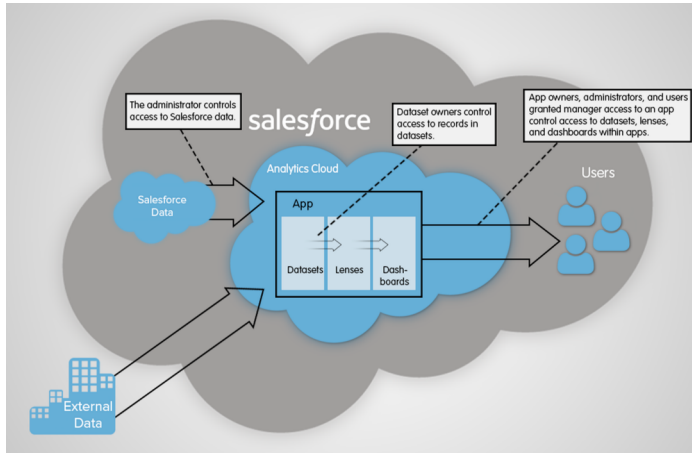 The administrator controls
access to Salesforce data.
salesforce
Dataset owners control
access to records in
datasets.
App owners, administrators, and users
granted manager access to an app
control access to datasets, lenses,
and dashboards within apps.
Analytics Cloud
Users
Salesforce
Data
App
Datasets
Lenses
Dash-
boards
External
Data